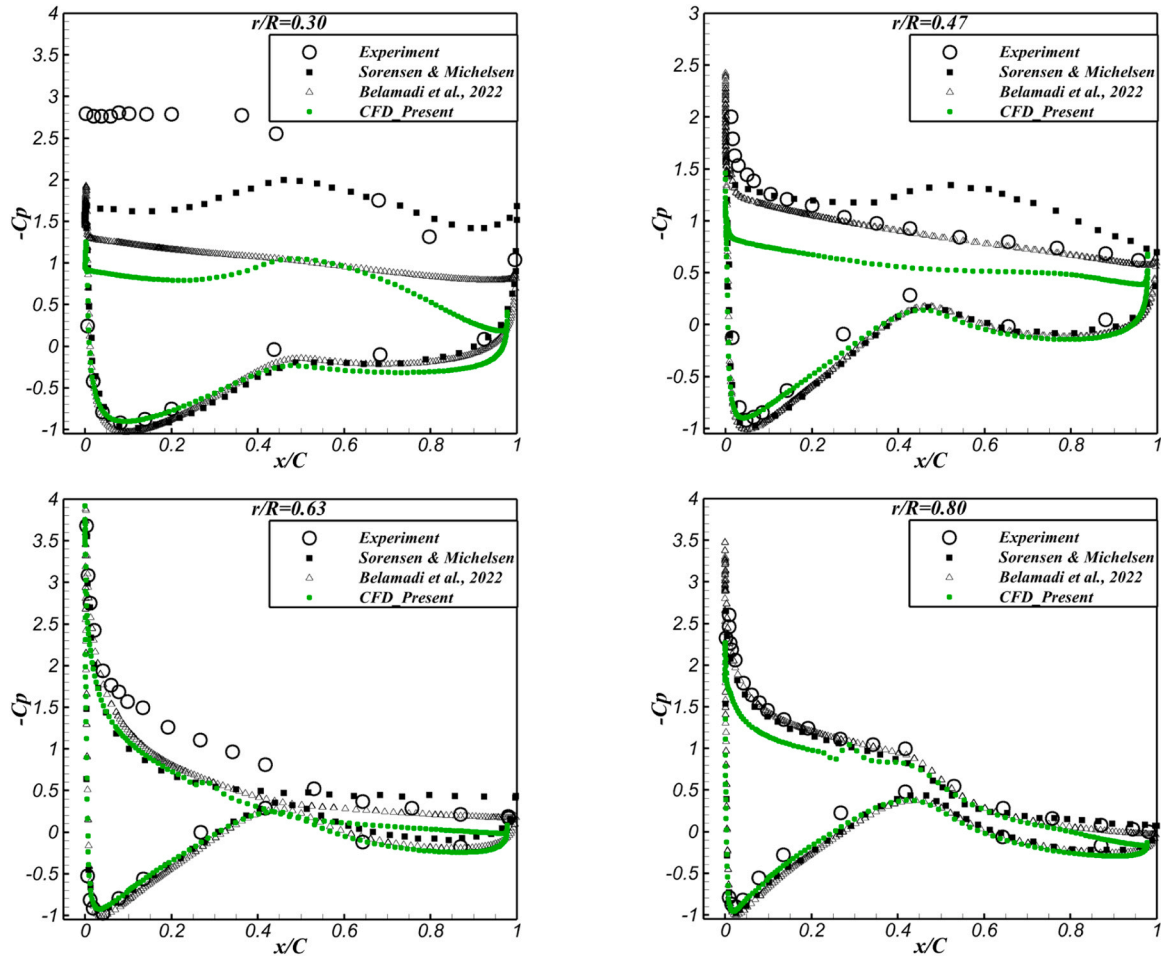 r/R=0.30
Experiment
Sorensen & Michelsen
Belamadi et al., 2022
CFD_Present
-Cp
4
3.5
3
2.5
2
1.5
1
0.5
0
-0.5
-1
0 0.2 0.4 0.6 0.8 1
x/C
r/R=0.47
Experiment
Sorensen & Michelsen
Belamadi et al., 2022
CFD_Present
-Cp
3
2.5
2
1.5
1
0.5
0
-0.5
-1
0 0.2 0.4 0.6 0.8 1
x/C
r/R=0.63
Experiment
Sorensen & Michelsen
Belamadi et al., 2022
CFD_Present
-Cp
4
3.5
3
2.5
2
1.5
1
0.5
0
-0.5
-1
0 0.2 0.4 0.6 0.8 1
x/C
r/R=0.80
Experiment
Sorensen & Michelsen
Belamadi et al., 2022
CFD_Present
-Cp
4
3.5
3
2.5
2
1.5
1
0.5
0
-0.5
-1
0 0.2 0.4 0.6 0.8 1
x/C